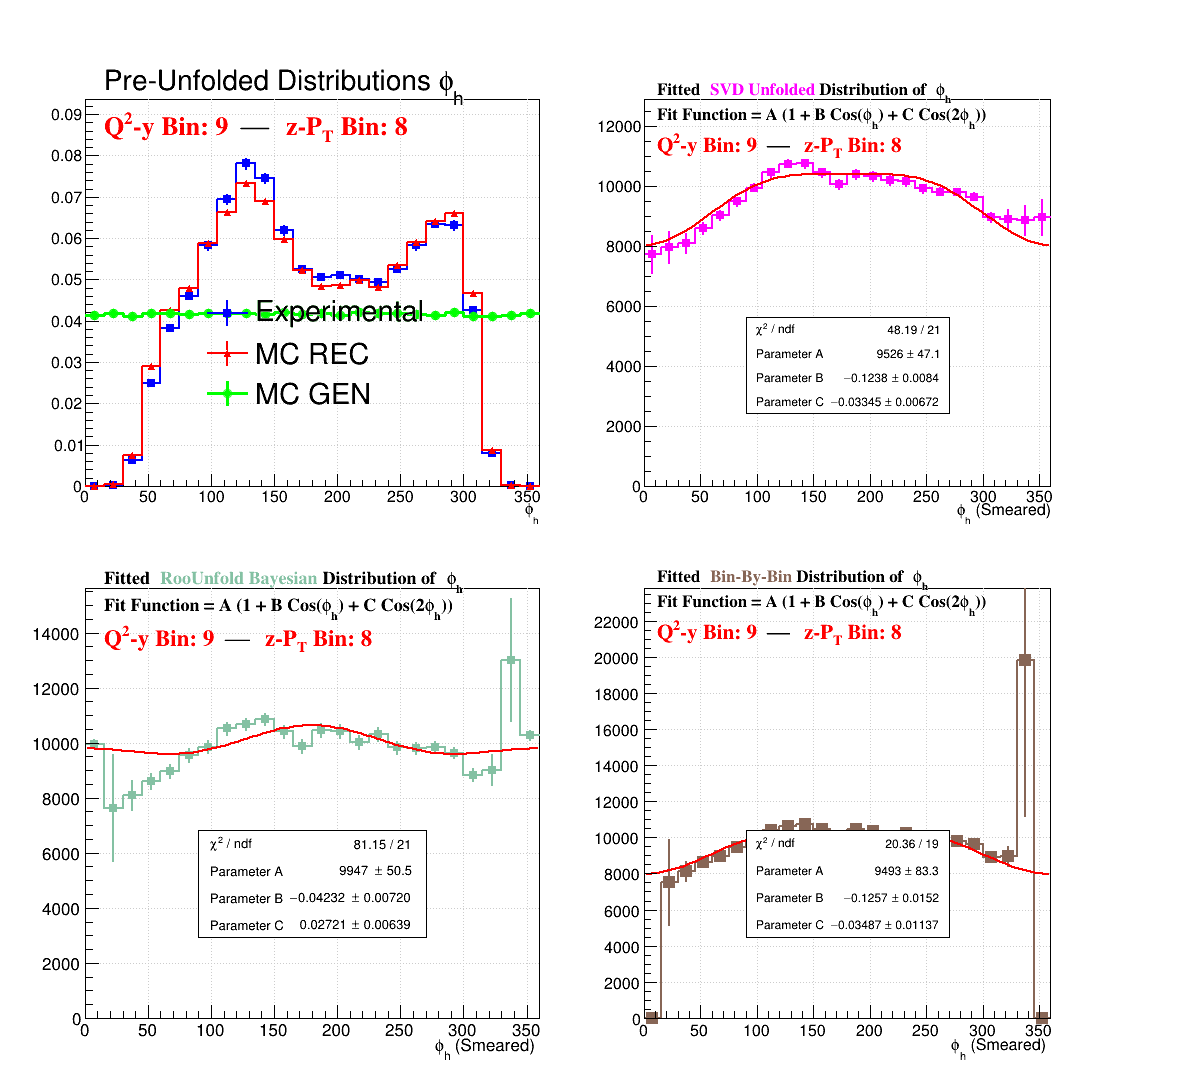 Pre-Unfolded Distributions ϕh
Q²-y Bin: 9 — z-PT Bin: 8
0.09
0.08
0.07
0.06
0.05
0.04
0.03
0.02
0.01
0
Experimental
MC REC
MC GEN
0 50 100 150 200 250 300 350
ϕh
Fitted SVD Unfolded Distribution of ϕh
Fit Function = A (1 + B Cos(ϕh) + C Cos(2ϕh))
Q²-y Bin: 9 — z-PT Bin: 8
12000
10000
8000
6000
4000
2000
0
χ² / ndf 48.19 / 21
Parameter A 9526 ± 47.1
Parameter B −0.1238 ± 0.0084
Parameter C −0.03345 ± 0.00672
0 50 100 150 200 250 300 350
ϕh (Smeared)
Fitted RooUnfold Bayesian Distribution of ϕh
Fit Function = A (1 + B Cos(ϕh) + C Cos(2ϕh))
Q²-y Bin: 9 — z-PT Bin: 8
14000
12000
10000
8000
6000
4000
2000
0
χ² / ndf 81.15 / 21
Parameter A 9947 ± 50.5
Parameter B −0.04232 ± 0.00720
Parameter C 0.02721 ± 0.00639
0 50 100 150 200 250 300 350
ϕh (Smeared)
Fitted Bin-By-Bin Distribution of ϕh
Fit Function = A (1 + B Cos(ϕh) + C Cos(2ϕh))
Q²-y Bin: 9 — z-PT Bin: 8
22000
20000
18000
16000
14000
12000
10000
8000
6000
4000
2000
0
χ² / ndf 20.36 / 19
Parameter A 9493 ± 83.3
Parameter B −0.1257 ± 0.0152
Parameter C −0.03487 ± 0.01137
0 50 100 150 200 250 300 350
ϕh (Smeared)